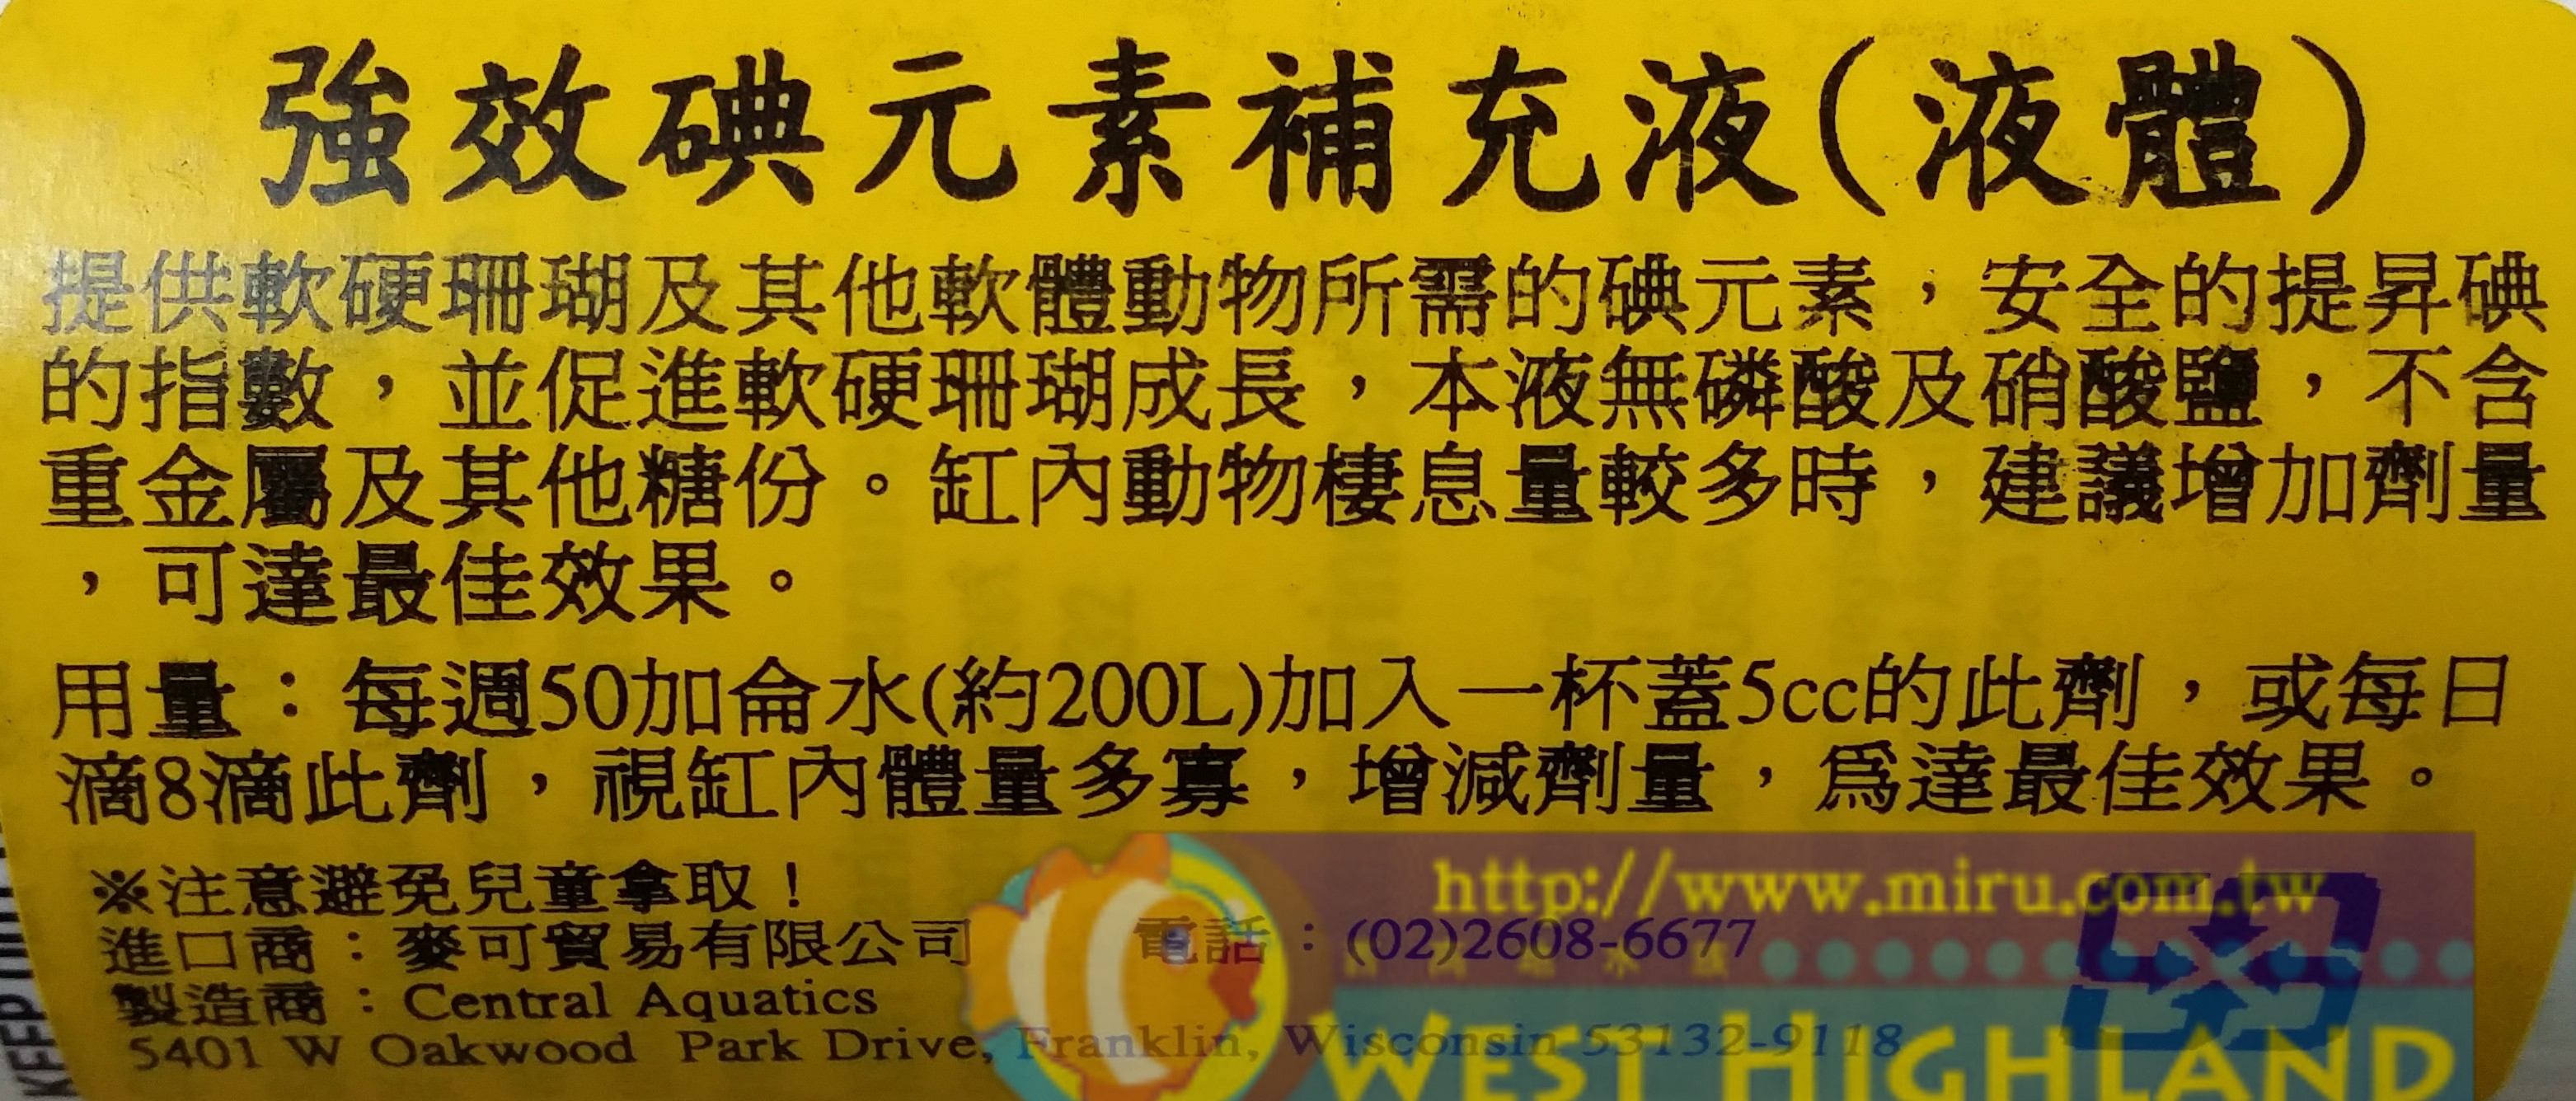 強效碘元素補充液(液體)
提供軟硬珊瑚及其他軟體動物所需的碘元素，安全的提昇碘
的指數，並促進軟硬珊瑚成長，本液無磷酸及硝酸鹽，不含
重金屬及其他糖份。缸內動物棲息量較多時，建議增加劑量
，可達最佳效果。
用量：每週50加侖水(約200L)加入一杯蓋5cc的此劑，或每日
滴8滴此劑，視缸內體量多寡，增減劑量，為達最佳效果。
※注意避免兒童拿取！
進口商：麥可貿易有限公司 電話：(02)2608-6677
製造商：Central Aquatics
5401 W Oakwood Park Drive, Franklin, Wisconsin 53132-9118
http://www.miru.com.tw
WEST HIGHLAND
KEEP